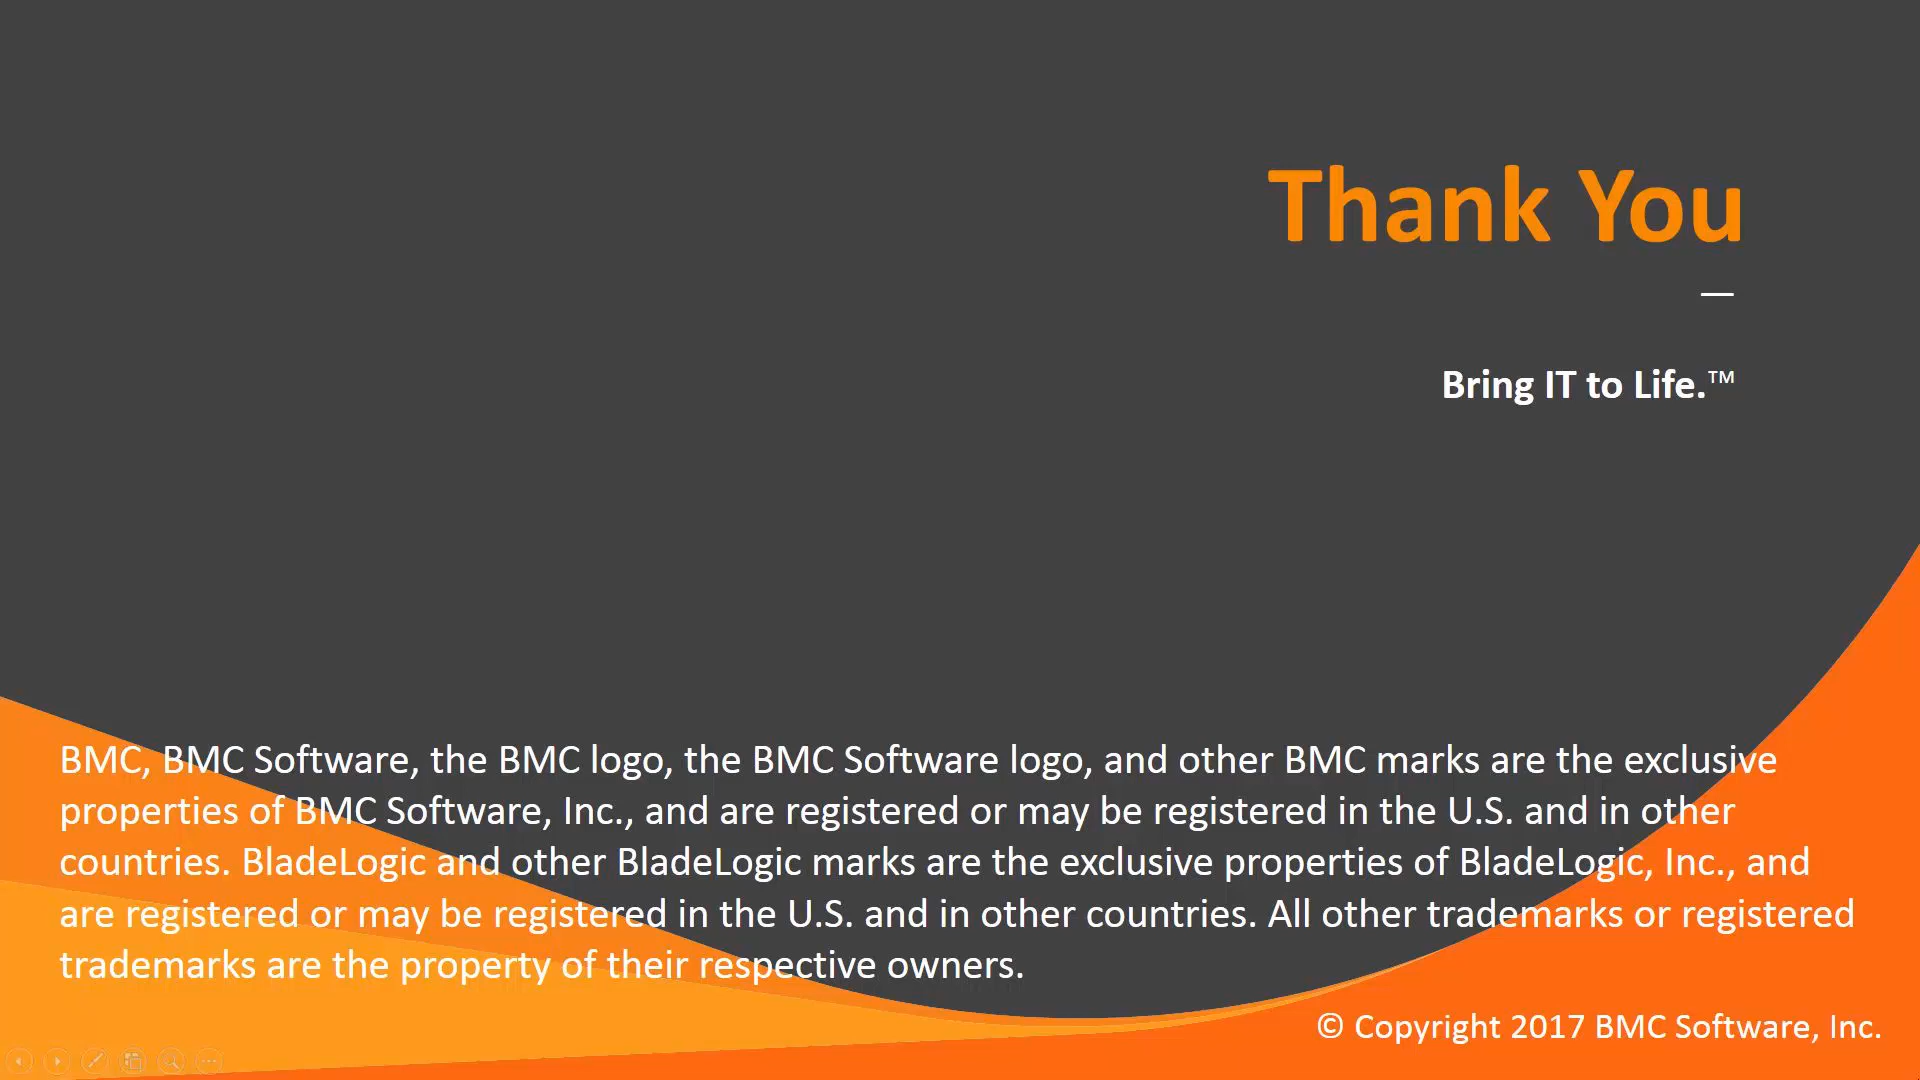 Thank You
Bring IT to Life.™
BMC, BMC Software, the BMC logo, the BMC Software logo, and other BMC marks are the exclusive
properties of BMC Software, Inc., and are registered or may be registered in the U.S. and in other
countries. BladeLogic and other BladeLogic marks are the exclusive properties of BladeLogic, Inc., and
are registered or may be registered in the U.S. and in other countries. All other trademarks or registered
trademarks are the property of their respective owners.
© Copyright 2017 BMC Software, Inc.